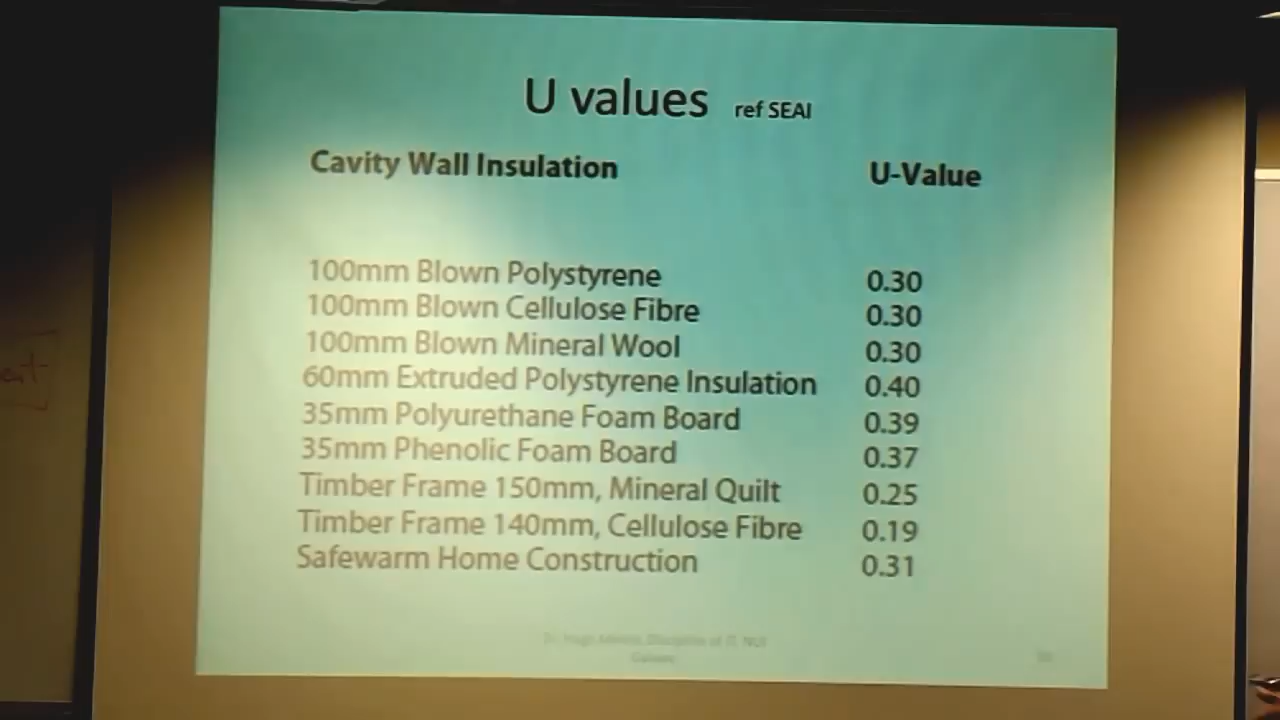 U values ref SEAI
Cavity Wall Insulation U-Value
100mm Blown Polystyrene 0.30
100mm Blown Cellulose Fibre 0.30
100mm Blown Mineral Wool 0.30
60mm Extruded Polystyrene Insulation 0.40
35mm Polyurethane Foam Board 0.39
35mm Phenolic Foam Board 0.37
Timber Frame 150mm, Mineral Quilt 0.25
Timber Frame 140mm, Cellulose Fibre 0.19
Safewarm Home Construction 0.31